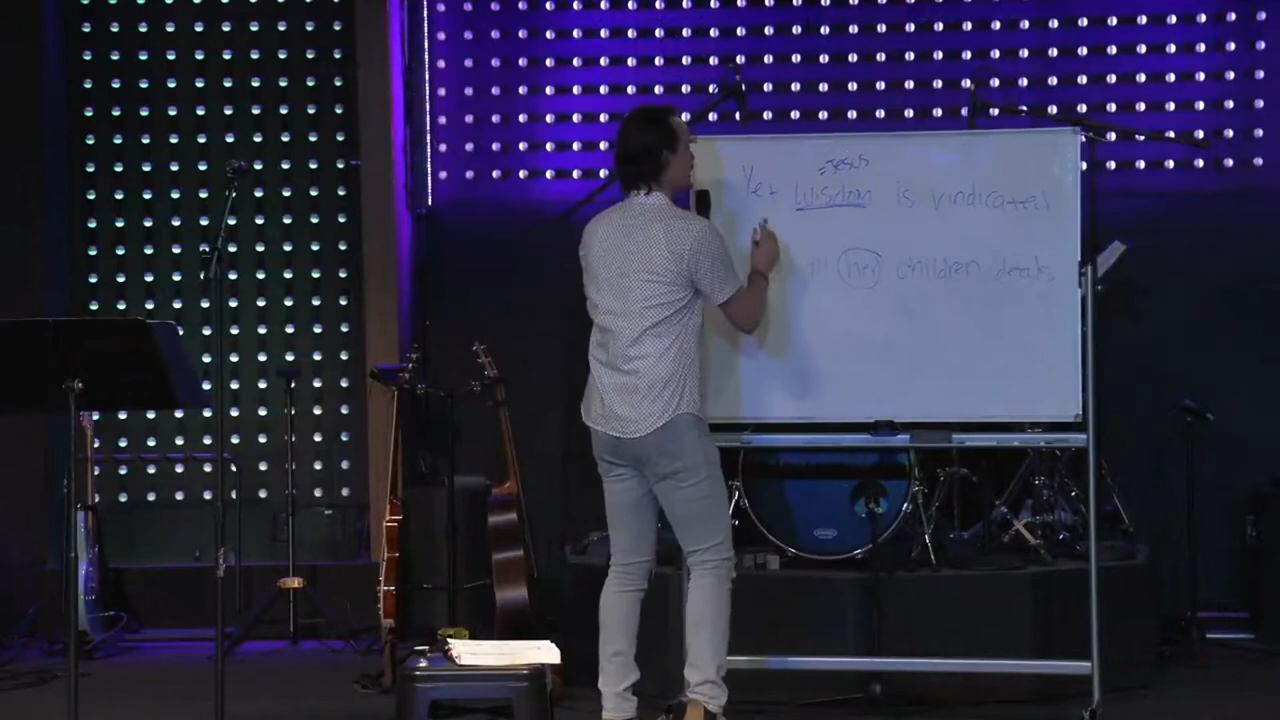 =Jesus
Yet Wisdom is vindicated
her children deeds